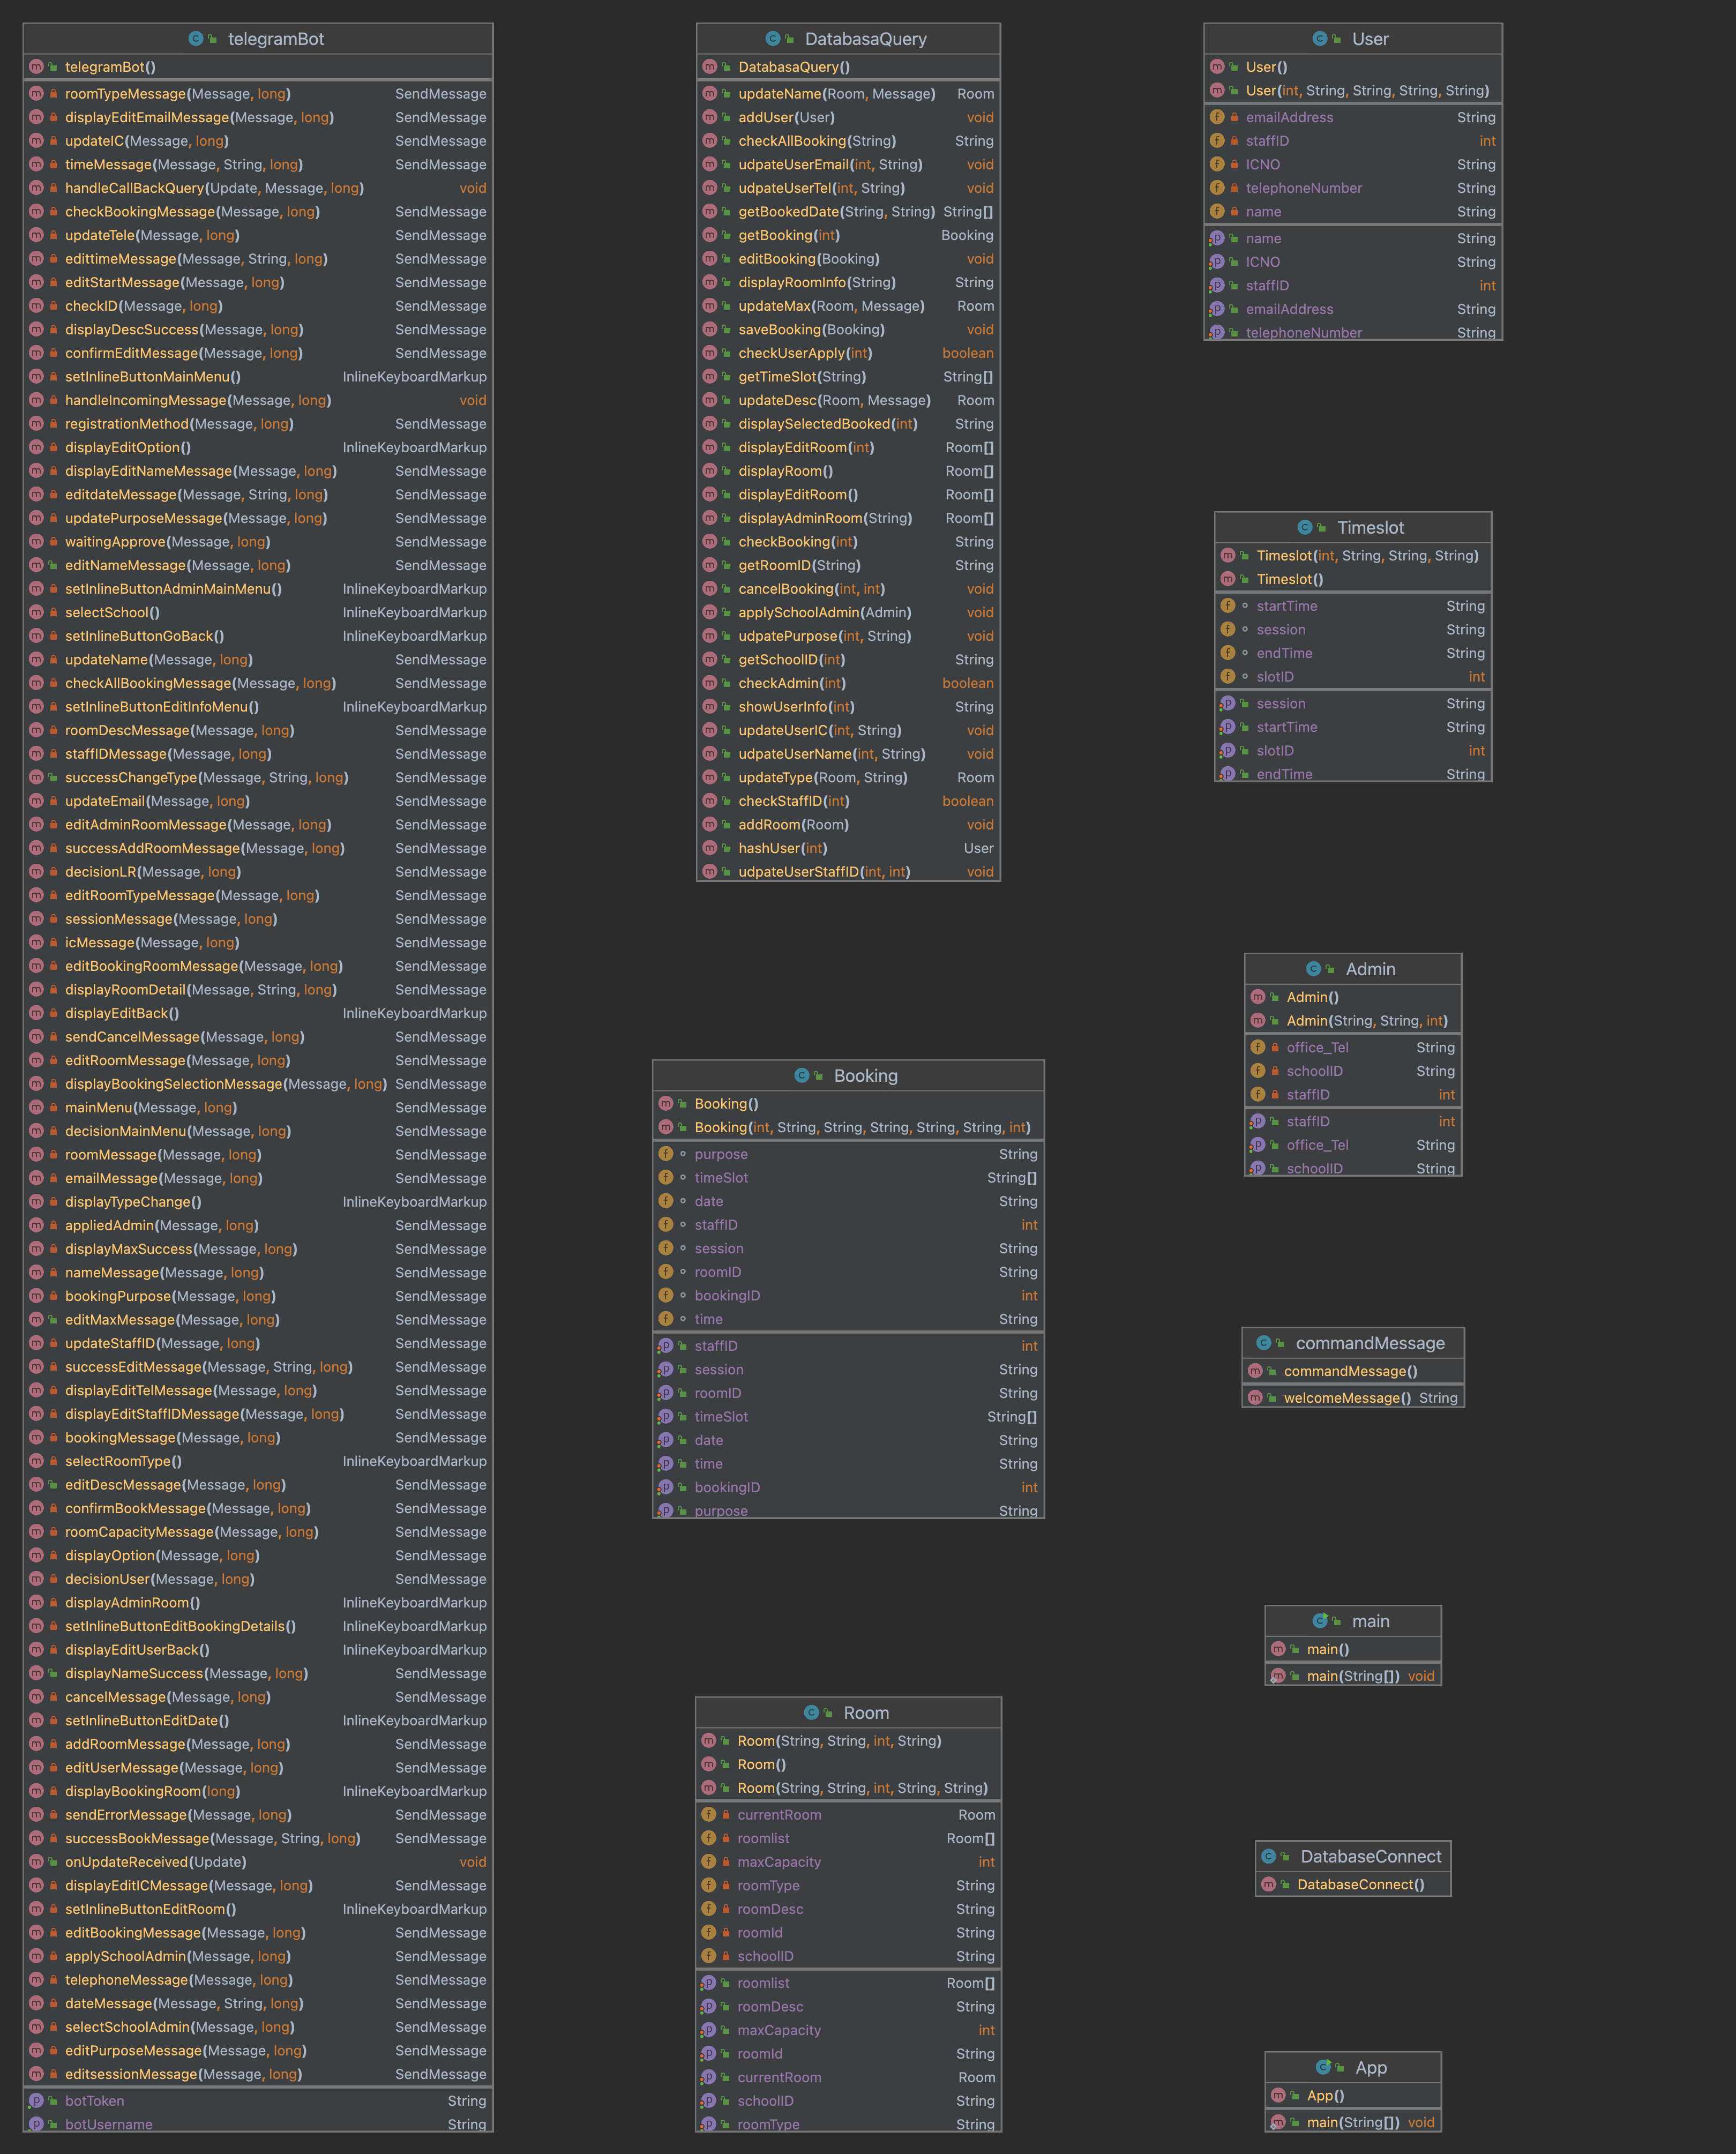 telegramBot
telegramBot()
roomTypeMessage(Message, long) SendMessage
displayEditEmailMessage(Message, long) SendMessage
updateIC(Message, long) SendMessage
timeMessage(Message, String, long) SendMessage
handleCallBackQuery(Update, Message, long) void
checkBookingMessage(Message, long) SendMessage
updateTele(Message, long) SendMessage
edittimeMessage(Message, String, long) SendMessage
editStartMessage(Message, long) SendMessage
checkID(Message, long) SendMessage
displayDescSuccess(Message, long) SendMessage
confirmEditMessage(Message, long) SendMessage
setInlineButtonMainMenu() InlineKeyboardMarkup
handleIncomingMessage(Message, long) void
registrationMethod(Message, long) SendMessage
displayEditOption() InlineKeyboardMarkup
displayEditNameMessage(Message, long) SendMessage
editdateMessage(Message, String, long) SendMessage
updatePurposeMessage(Message, long) SendMessage
waitingApprove(Message, long) SendMessage
editNameMessage(Message, long) SendMessage
setInlineButtonAdminMainMenu() InlineKeyboardMarkup
selectSchool() InlineKeyboardMarkup
setInlineButtonGoBack() InlineKeyboardMarkup
updateName(Message, long) SendMessage
checkAllBookingMessage(Message, long) SendMessage
setInlineButtonEditInfoMenu() InlineKeyboardMarkup
roomDescMessage(Message, long) SendMessage
staffIDMessage(Message, long) SendMessage
successChangeType(Message, String, long) SendMessage
updateEmail(Message, long) SendMessage
editAdminRoomMessage(Message, long) SendMessage
successAddRoomMessage(Message, long) SendMessage
decisionLR(Message, long) SendMessage
editRoomTypeMessage(Message, long) SendMessage
sessionMessage(Message, long) SendMessage
icMessage(Message, long) SendMessage
editBookingRoomMessage(Message, long) SendMessage
displayRoomDetail(Message, String, long) SendMessage
displayEditBack() InlineKeyboardMarkup
sendCancelMessage(Message, long) SendMessage
editRoomMessage(Message, long) SendMessage
displayBookingSelectionMessage(Message, long) SendMessage
mainMenu(Message, long) SendMessage
decisionMainMenu(Message, long) SendMessage
roomMessage(Message, long) SendMessage
emailMessage(Message, long) SendMessage
displayTypeChange() InlineKeyboardMarkup
appliedAdmin(Message, long) SendMessage
displayMaxSuccess(Message, long) SendMessage
nameMessage(Message, long) SendMessage
bookingPurpose(Message, long) SendMessage
editMaxMessage(Message, long) SendMessage
updateStaffID(Message, long) SendMessage
successEditMessage(Message, String, long) SendMessage
displayEditTelMessage(Message, long) SendMessage
displayEditStaffIDMessage(Message, long) SendMessage
bookingMessage(Message, long) SendMessage
selectRoomType() InlineKeyboardMarkup
editDescMessage(Message, long) SendMessage
confirmBookMessage(Message, long) SendMessage
roomCapacityMessage(Message, long) SendMessage
displayOption(Message, long) SendMessage
decisionUser(Message, long) SendMessage
displayAdminRoom() InlineKeyboardMarkup
setInlineButtonEditBookingDetails() InlineKeyboardMarkup
displayEditUserBack() InlineKeyboardMarkup
displayNameSuccess(Message, long) SendMessage
cancelMessage(Message, long) SendMessage
setInlineButtonEditDate() InlineKeyboardMarkup
addRoomMessage(Message, long) SendMessage
editUserMessage(Message, long) SendMessage
displayBookingRoom(long) InlineKeyboardMarkup
sendErrorMessage(Message, long) SendMessage
successBookMessage(Message, String, long) SendMessage
onUpdateReceived(Update) void
displayEditICMessage(Message, long) SendMessage
setInlineButtonEditRoom() InlineKeyboardMarkup
editBookingMessage(Message, long) SendMessage
applySchoolAdmin(Message, long) SendMessage
telephoneMessage(Message, long) SendMessage
dateMessage(Message, String, long) SendMessage
selectSchoolAdmin(Message, long) SendMessage
editPurposeMessage(Message, long) SendMessage
editsessionMessage(Message, long) SendMessage
botToken String
botUsername String
DatabasaQuery
DatabasaQuery()
updateName(Room, Message) Room
addUser(User) void
checkAllBooking(String) String
udpateUserEmail(int, String) void
udpateUserTel(int, String) void
getBookedDate(String, String) String[]
getBooking(int) Booking
editBooking(Booking) void
displayRoomInfo(String) String
updateMax(Room, Message) Room
saveBooking(Booking) void
checkUserApply(int) boolean
getTimeSlot(String) String[]
updateDesc(Room, Message) Room
displaySelectedBooked(int) String
displayEditRoom(int) Room[]
displayRoom() Room[]
displayEditRoom() Room[]
displayAdminRoom(String) Room[]
checkBooking(int) String
getRoomID(String) String
cancelBooking(int, int) void
applySchoolAdmin(Admin) void
udpatePurpose(int, String) void
getSchoolID(int) String
checkAdmin(int) boolean
showUserInfo(int) String
updateUserIC(int, String) void
udpateUserName(int, String) void
updateType(Room, String) Room
checkStaffID(int) boolean
addRoom(Room) void
hashUser(int) User
udpateUserStaffID(int, int) void
Booking
Booking()
Booking(int, String, String, String, String, String, int)
purpose String
timeSlot String[]
date String
staffID int
session String
roomID String
bookingID int
time String
staffID int
session String
roomID String
timeSlot String[]
date String
time String
bookingID int
purpose String
Room
Room(String, String, int, String)
Room()
Room(String, String, int, String, String)
currentRoom Room
roomlist Room[]
maxCapacity int
roomType String
roomDesc String
roomId String
schoolID String
roomlist Room[]
roomDesc String
maxCapacity int
roomId String
currentRoom Room
schoolID String
roomType String
User
User()
User(int, String, String, String, String)
emailAddress String
staffID int
ICNO String
telephoneNumber String
name String
name String
ICNO String
staffID int
emailAddress String
telephoneNumber String
Timeslot
Timeslot(int, String, String, String)
Timeslot()
startTime String
session String
endTime String
slotID int
session String
startTime String
slotID int
endTime String
Admin
Admin()
Admin(String, String, int)
office_Tel String
schoolID String
staffID int
staffID int
office_Tel String
schoolID String
commandMessage
commandMessage()
welcomeMessage() String
main
main()
main(String[]) void
DatabaseConnect
DatabaseConnect()
App
App()
main(String[]) void